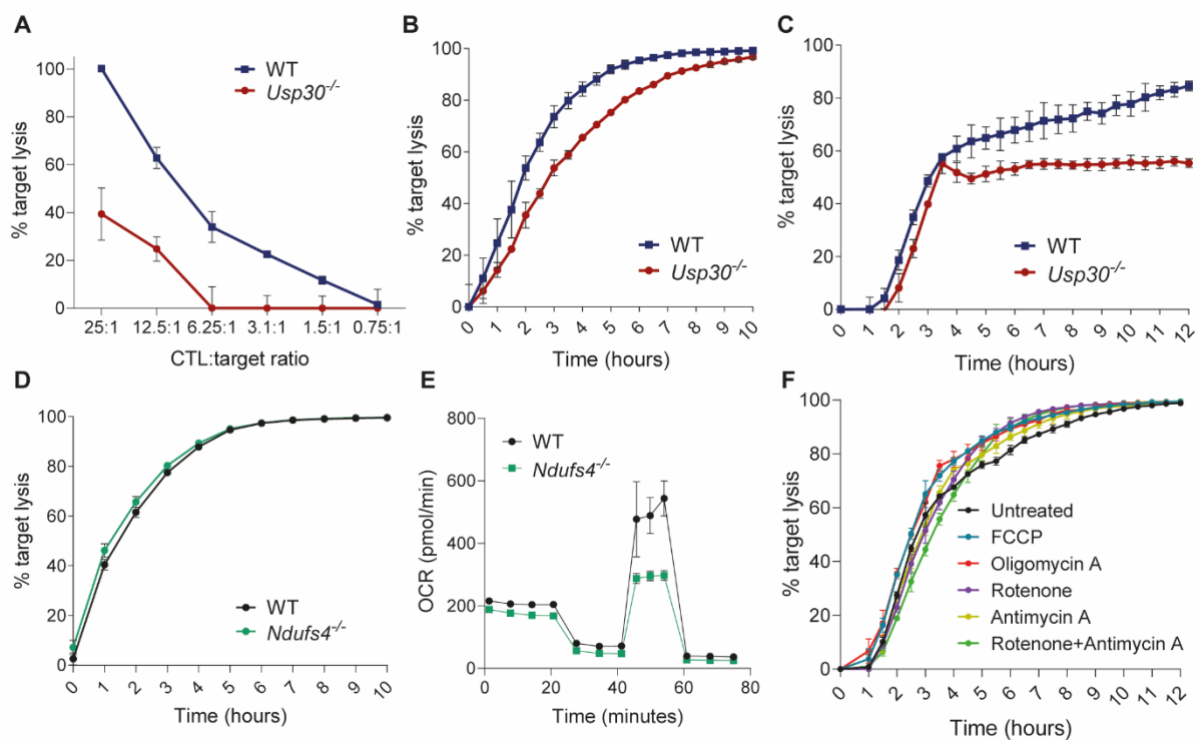 A
% target lysis
100
80
60
40
20
0
WT
Usp30⁻/⁻
25:1
12.5:1
6.25:1
3.1:1
1.5:1
0.75:1
CTL:target ratio
B
% target lysis
100
80
60
40
20
0
WT
Usp30⁻/⁻
0 1 2 3 4 5 6 7 8 9 10
Time (hours)
C
% target lysis
100
80
60
40
20
0
WT
Usp30⁻/⁻
0 1 2 3 4 5 6 7 8 9 10 11 12
Time (hours)
D
% target lysis
100
80
60
40
20
0
WT
Ndufs4⁻/⁻
0 1 2 3 4 5 6 7 8 9 10
Time (hours)
E
OCR (pmol/min)
800
600
400
200
0
WT
Ndufs4⁻/⁻
0 20 40 60 80
Time (minutes)
F
% target lysis
100
80
60
40
20
0
Untreated
FCCP
Oligomycin A
Rotenone
Antimycin A
Rotenone+Antimycin A
0 1 2 3 4 5 6 7 8 9 10 11 12
Time (hours)